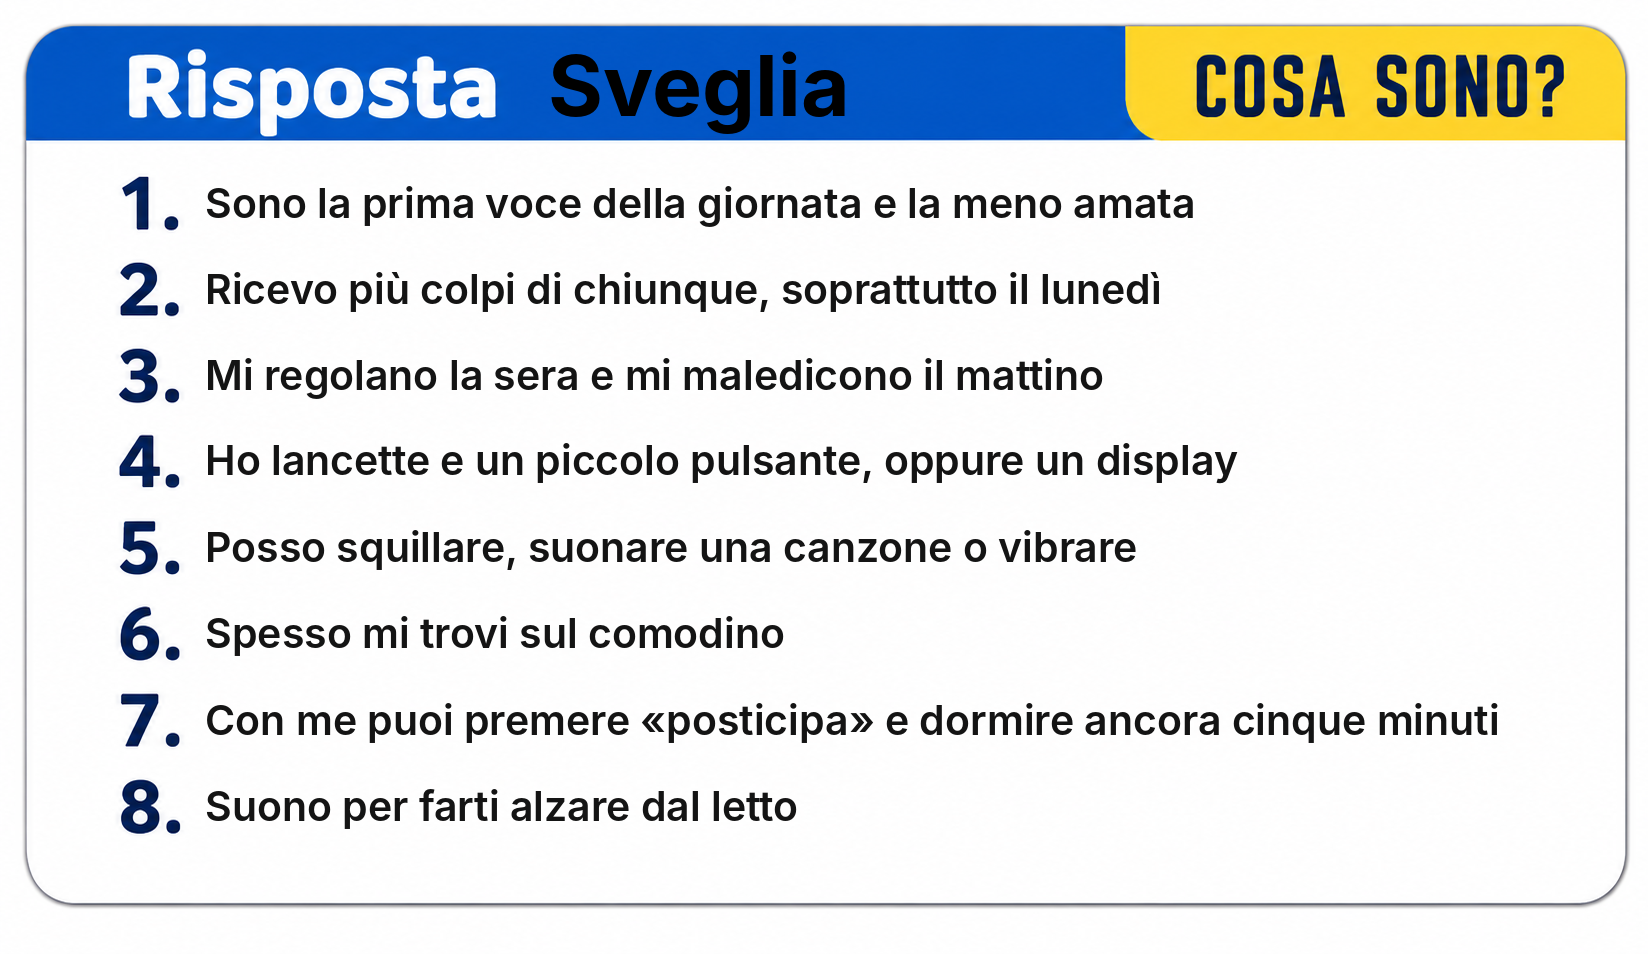 Risposta Sveglia COSA SONO?
1. Sono la prima voce della giornata e la meno amata
2. Ricevo più colpi di chiunque, soprattutto il lunedì
3. Mi regolano la sera e mi maledicono il mattino
4. Ho lancette e un piccolo pulsante, oppure un display
5. Posso squillare, suonare una canzone o vibrare
6. Spesso mi trovi sul comodino
7. Con me puoi premere «posticipa» e dormire ancora cinque minuti
8. Suono per farti alzare dal letto